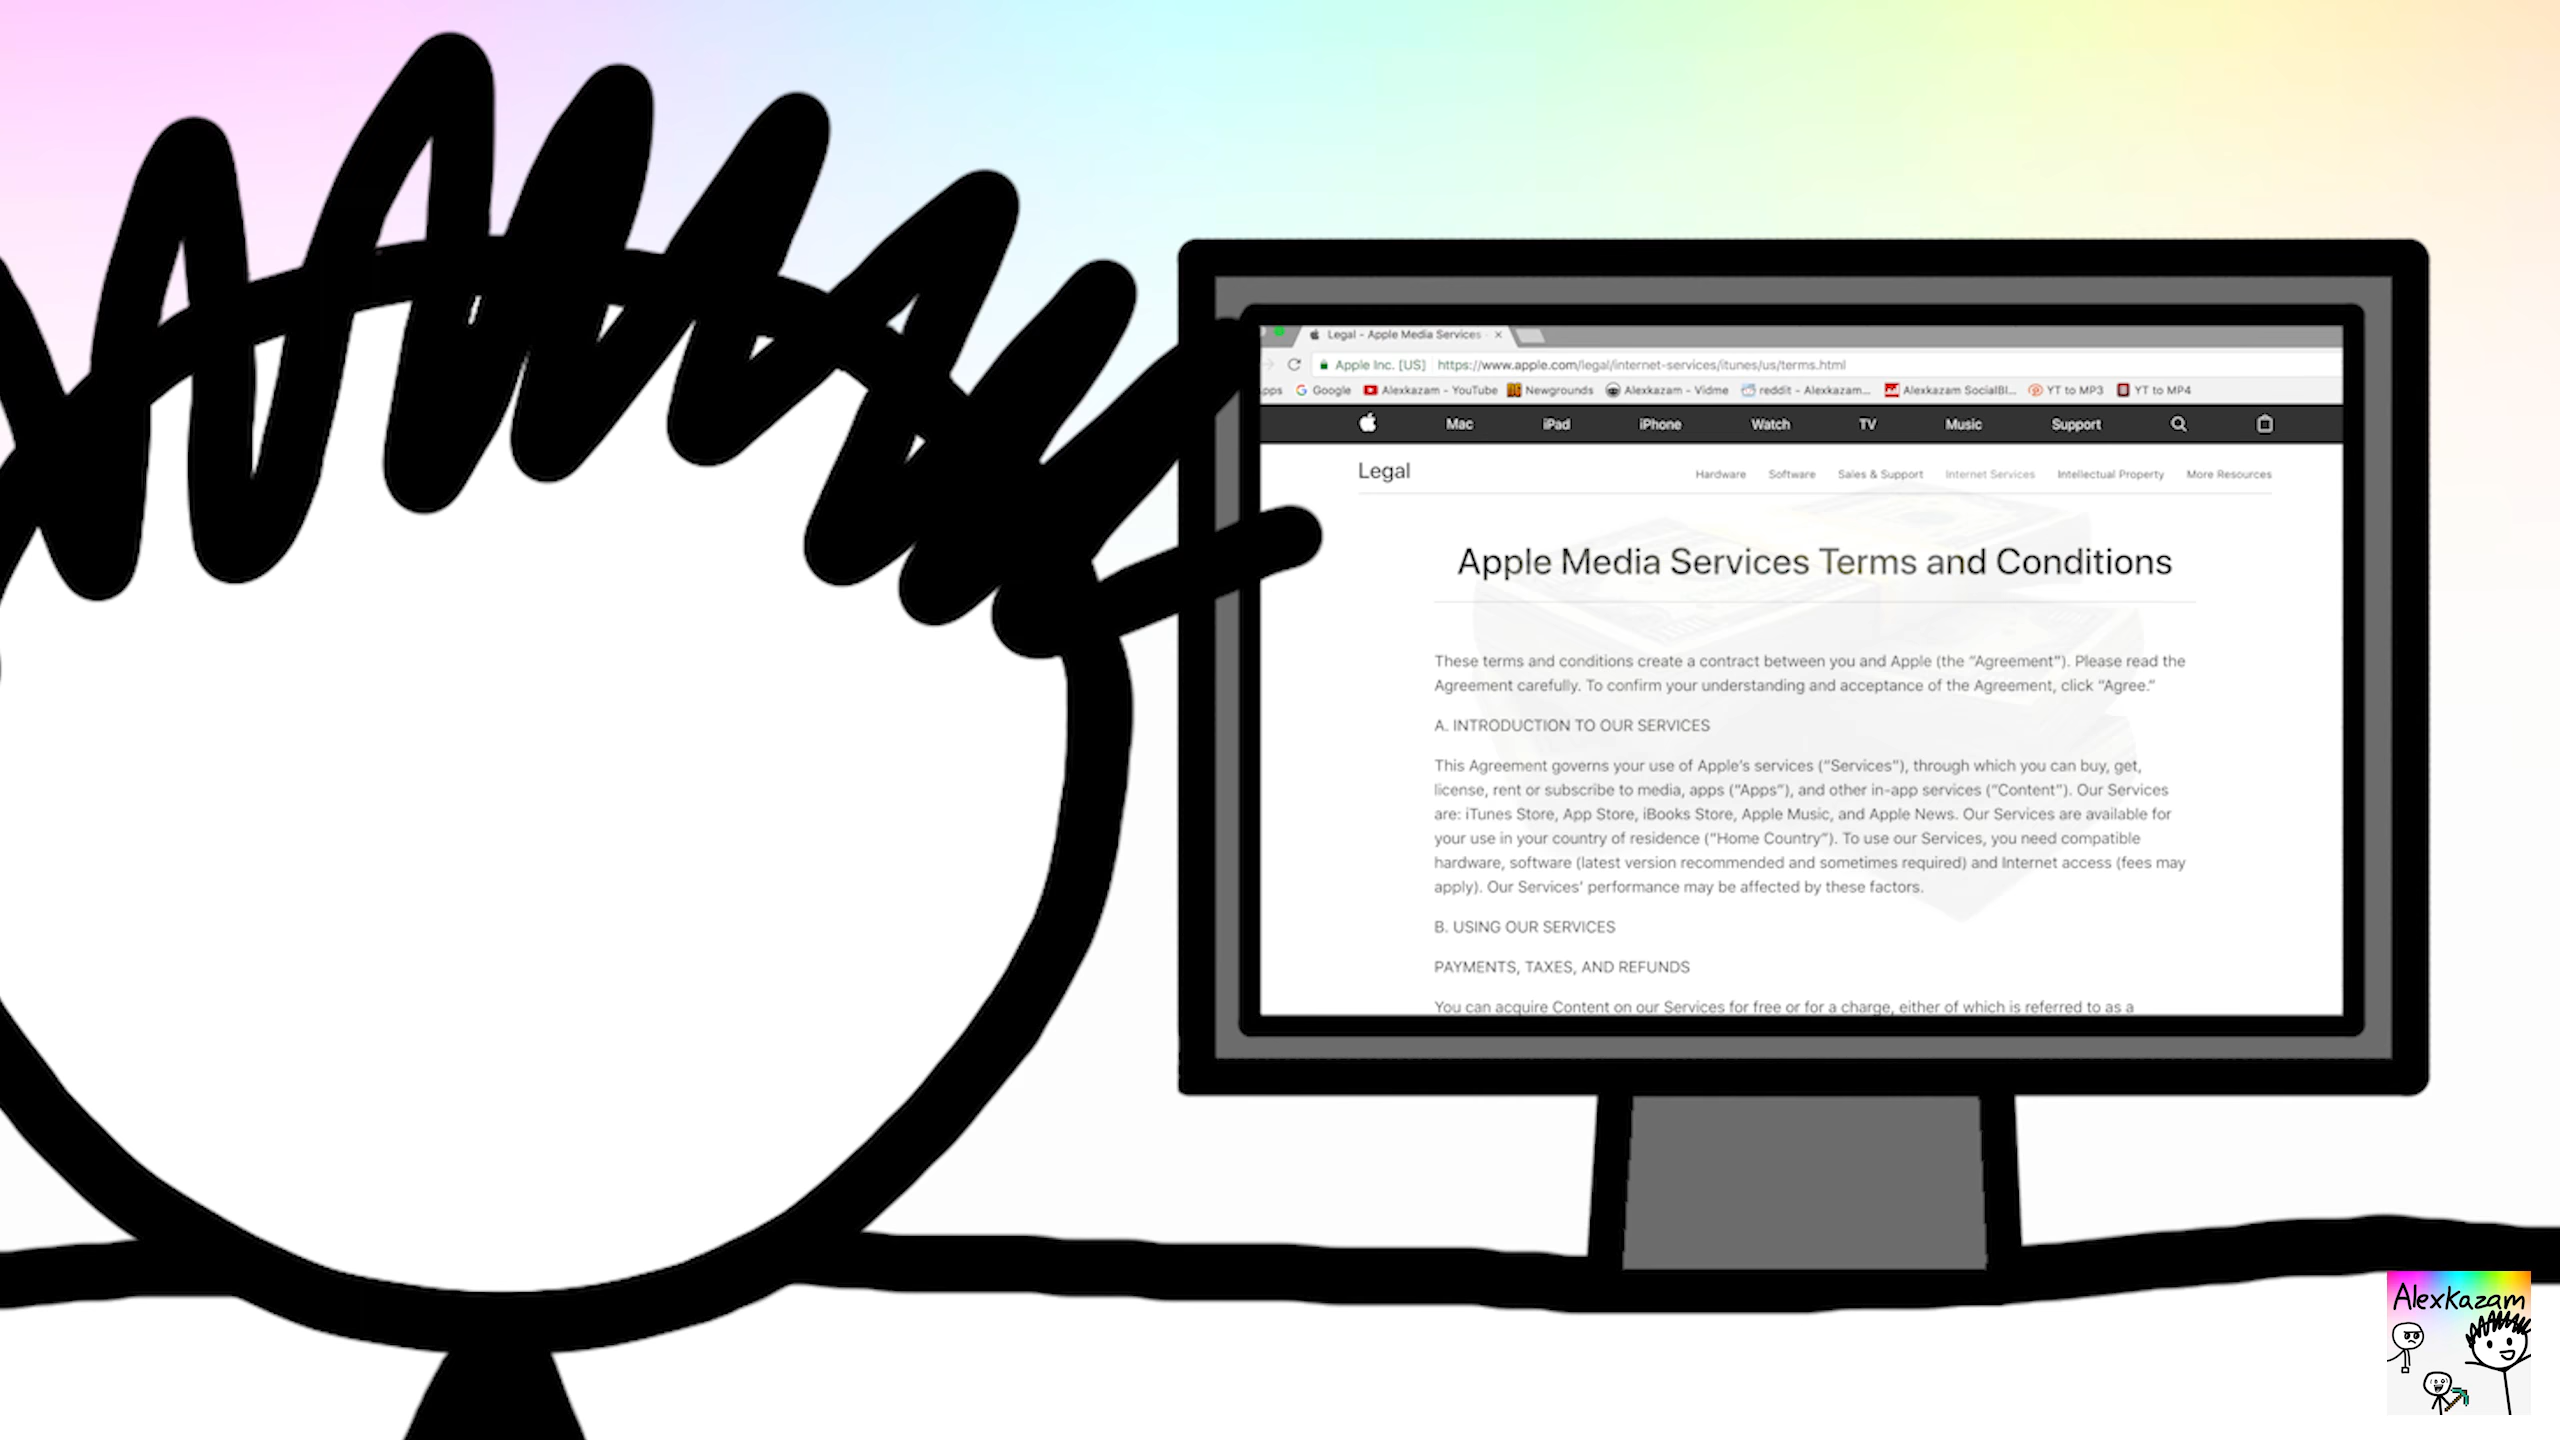 Legal - Apple Media Services
Apple Inc. [US] https://www.apple.com/legal/internet-services/itunes/us/terms.html
pps Google Alexkazam - YouTube Newgrounds Alexkazam - Vidme reddit - Alexkazam... Alexkazam SocialBl... YT to MP3 YT to MP4
Mac iPad iPhone Watch TV Music Support
Legal Hardware Software Sales & Support Internet Services Intellectual Property More Resources
Apple Media Services Terms and Conditions
These terms and conditions create a contract between you and Apple (the “Agreement”). Please read the
Agreement carefully. To confirm your understanding and acceptance of the Agreement, click “Agree.”
A. INTRODUCTION TO OUR SERVICES
This Agreement governs your use of Apple’s services (“Services”), through which you can buy, get,
license, rent or subscribe to media, apps (“Apps”), and other in-app services (“Content”). Our Services
are: iTunes Store, App Store, iBooks Store, Apple Music, and Apple News. Our Services are available for
your use in your country of residence (“Home Country”). To use our Services, you need compatible
hardware, software (latest version recommended and sometimes required) and Internet access (fees may
apply). Our Services’ performance may be affected by these factors.
B. USING OUR SERVICES
PAYMENTS, TAXES, AND REFUNDS
You can acquire Content on our Services for free or for a charge, either of which is referred to as a
Alexkazam